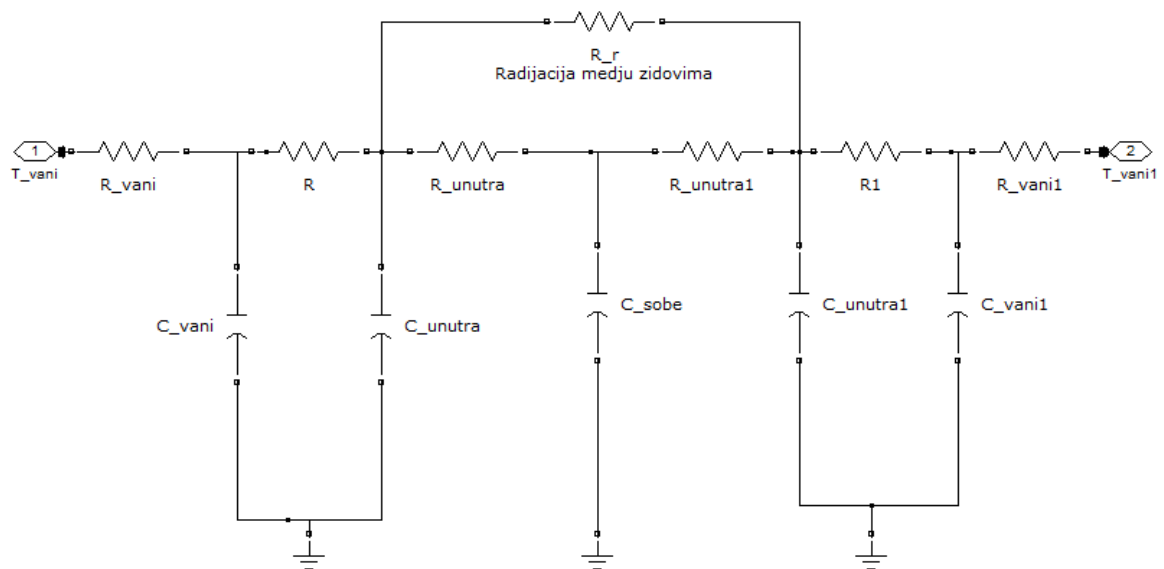 R_r
Radijacija medju zidovima
1
T_vani
R_vani
R
R_unutra
R_unutra1
R1
R_vani1
2
T_vani1
C_vani
C_unutra
C_sobe
C_unutra1
C_vani1